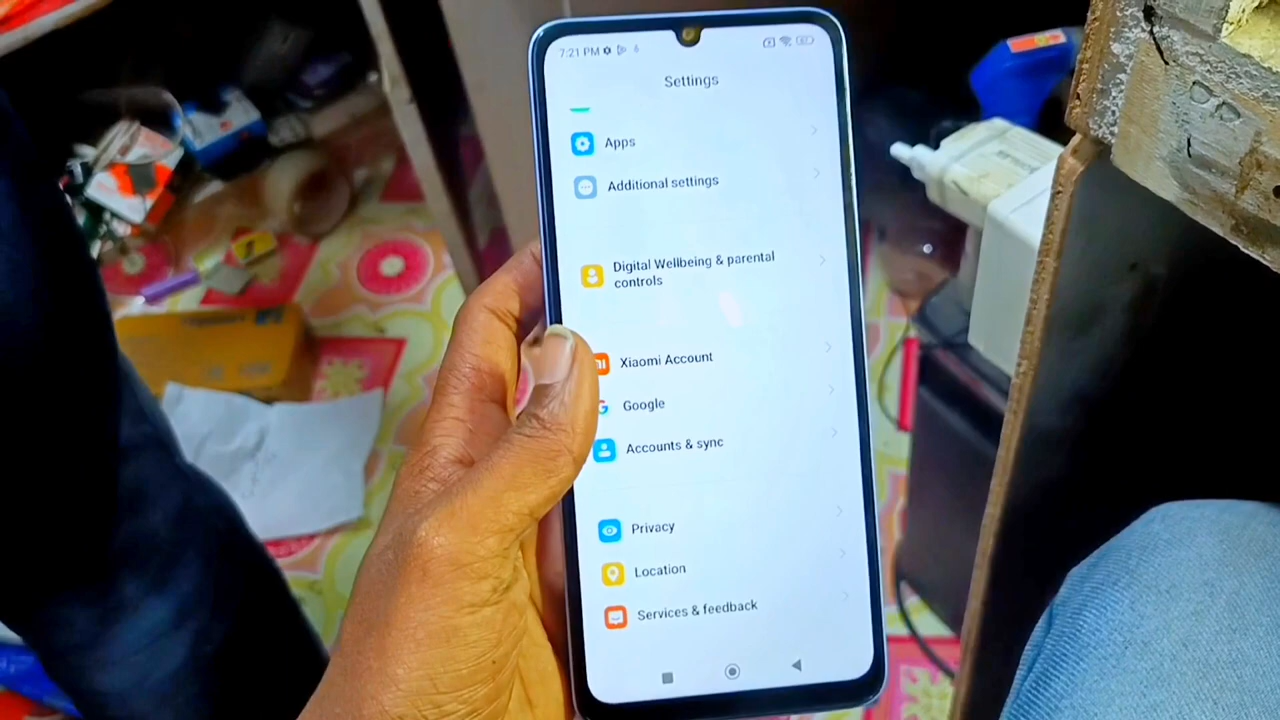 7:21 PM
Settings
Apps
Additional settings
Digital Wellbeing & parental
controls
Xiaomi Account
Google
Accounts & sync
Privacy
Location
Services & feedback